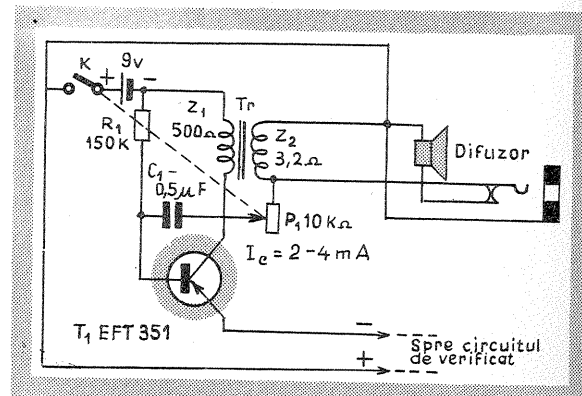 K
+
9v
-
R₁
150K
Z₁
500Ω
Tr
Z₂
3,2Ω
Difuzor
C₁-
0,5μF
P₁ 10KΩ
Ic = 2-4mA
T₁ EFT 351
-
Spre circuitul
de verificat
+